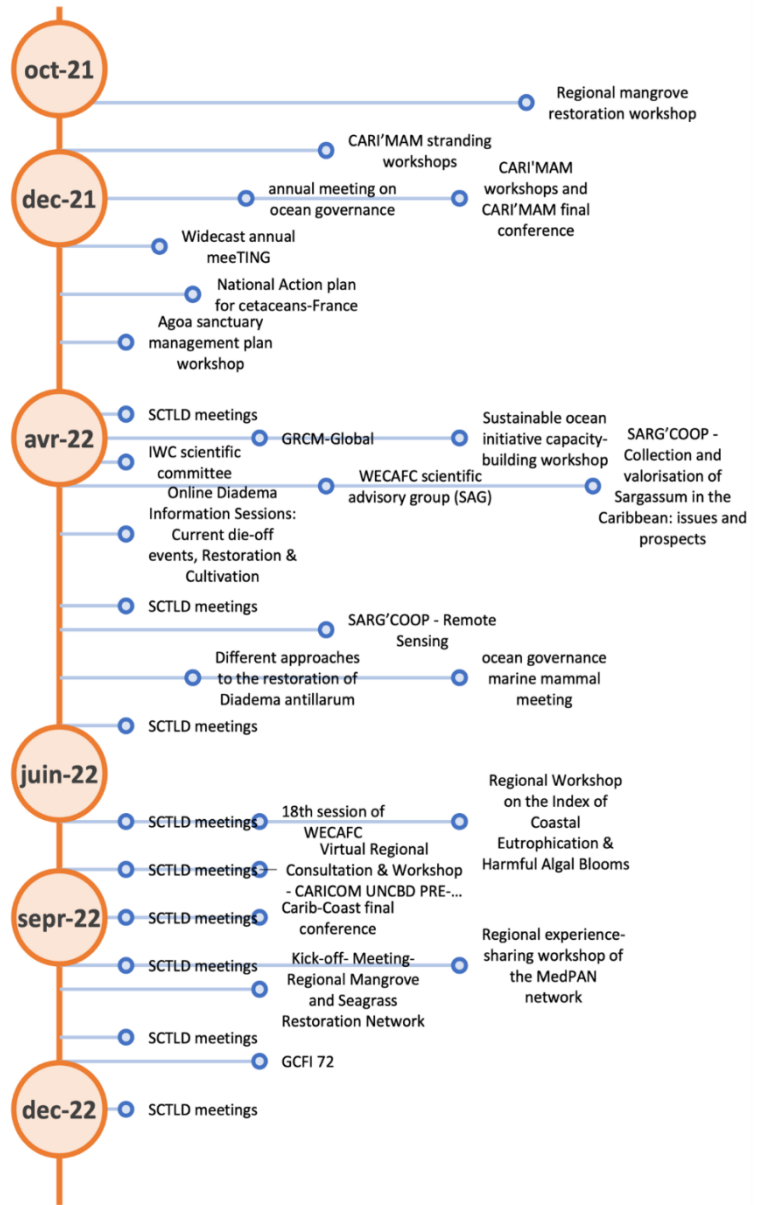 oct-21
Regional mangrove
restoration workshop
CARI’MAM stranding
workshops
dec-21
annual meeting on
ocean governance
CARI'MAM
workshops and
CARI’MAM final
conference
Widecast annual
meeTING
National Action plan
for cetaceans-France
Agoa sanctuary
management plan
workshop
SCTLD meetings
avr-22
GRCM-Global
Sustainable ocean
initiative capacity-
building workshop
IWC scientific
committee
WECAFC scientific
advisory group (SAG)
SARG’COOP -
Collection and
valorisation of
Sargassum in the
Caribbean: issues and
prospects
Online Diadema
Information Sessions:
Current die-off
events, Restoration &
Cultivation
SCTLD meetings
SARG’COOP - Remote
Sensing
Different approaches
to the restoration of
Diadema antillarum
ocean governance
marine mammal
meeting
SCTLD meetings
juin-22
SCTLD meetings
18th session of
WECAFC
Regional Workshop
on the Index of
Coastal
Eutrophication &
Harmful Algal Blooms
SCTLD meetings
Virtual Regional
Consultation & Workshop
- CARICOM UNCBD PRE-...
sepr-22
SCTLD meetings
Carib-Coast final
conference
SCTLD meetings
Regional experience-
sharing workshop of
the MedPAN
network
Kick-off- Meeting-
Regional Mangrove
and Seagrass
Restoration Network
SCTLD meetings
GCFI 72
dec-22
SCTLD meetings